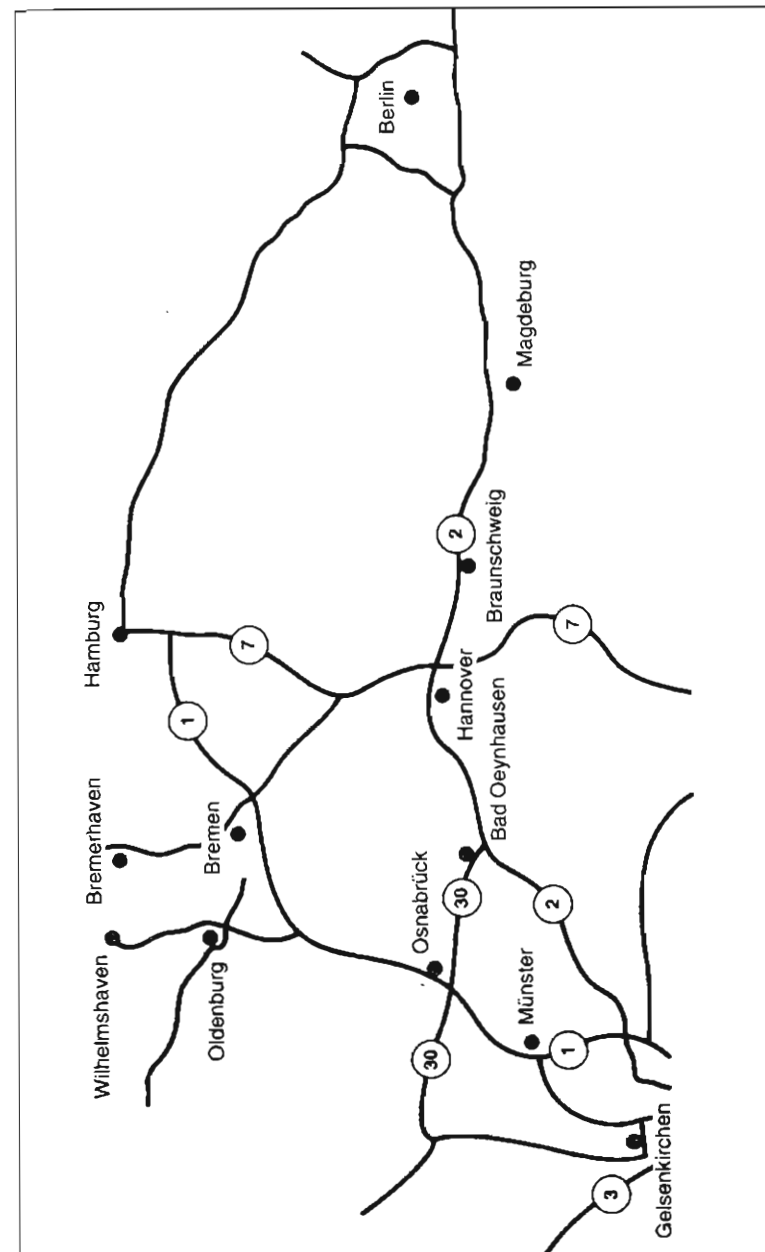 Wilhelmshaven
Bremerhaven
Hamburg
Oldenburg
Bremen
1
7
Berlin
Osnabrück
30
30
Hannover
Bad Oeynhausen
2
Braunschweig
Magdeburg
Münster
1
2
7
Gelsenkirchen
3